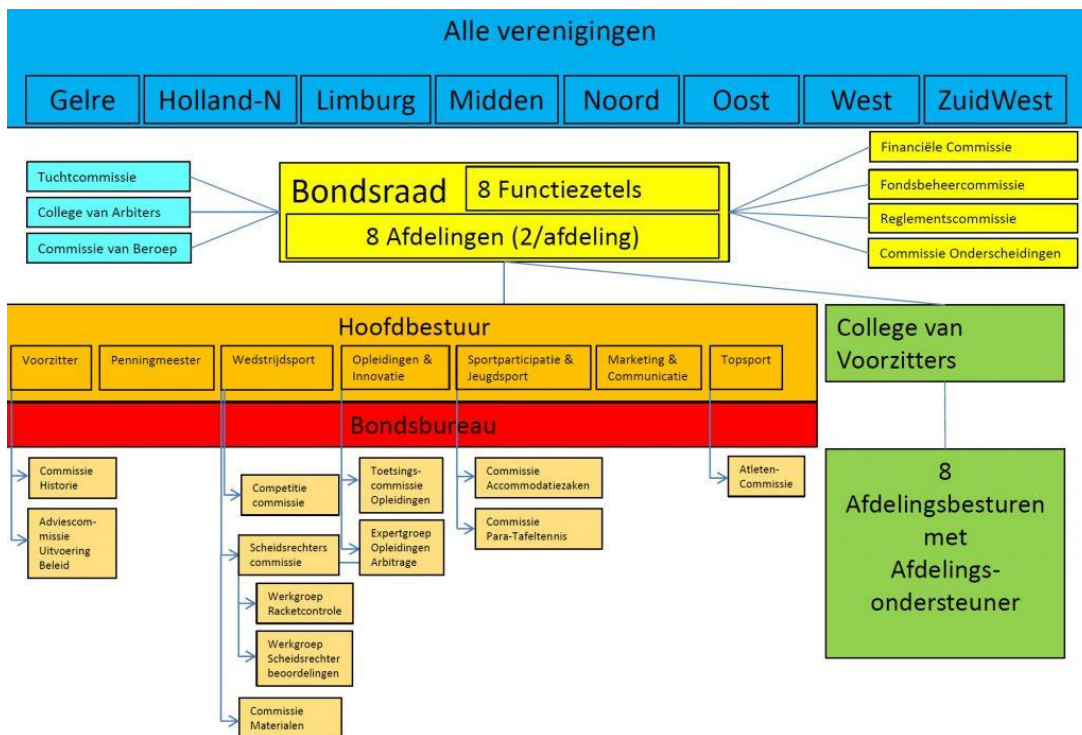 Alle verenigingen
Gelre
Holland-N
Limburg
Midden
Noord
Oost
West
ZuidWest
Tuchtcommissie
College van Arbiters
Commissie van Beroep
Bondsraad
8 Functiezetels
8 Afdelingen (2/afdeling)
Financiële Commissie
Fondsbeheercommissie
Reglementscommissie
Commissie Onderscheidingen
Hoofdbestuur
Voorzitter
Penningmeester
Wedstrijdsport
Opleidingen &
Innovatie
Sportparticipatie &
Jeugdsport
Marketing &
Communicatie
Topsport
College van
Voorzitters
Bondsbureau
Commissie
Historie
Adviescom-
missie
Uitvoering
Beleid
Competitie
commissie
Scheidsrechters
commissie
Werkgroep
Racketcontrole
Werkgroep
Scheidsrechter
beoordelingen
Commissie
Materialen
Toetsings-
commissie
Opleidingen
Expertgroep
Opleidingen
Arbitrage
Commissie
Accommodatiezaken
Commissie
Para-Tafeltennis
Atleten-
Commissie
8
Afdelingsbesturen
met
Afdelings-
ondersteuner